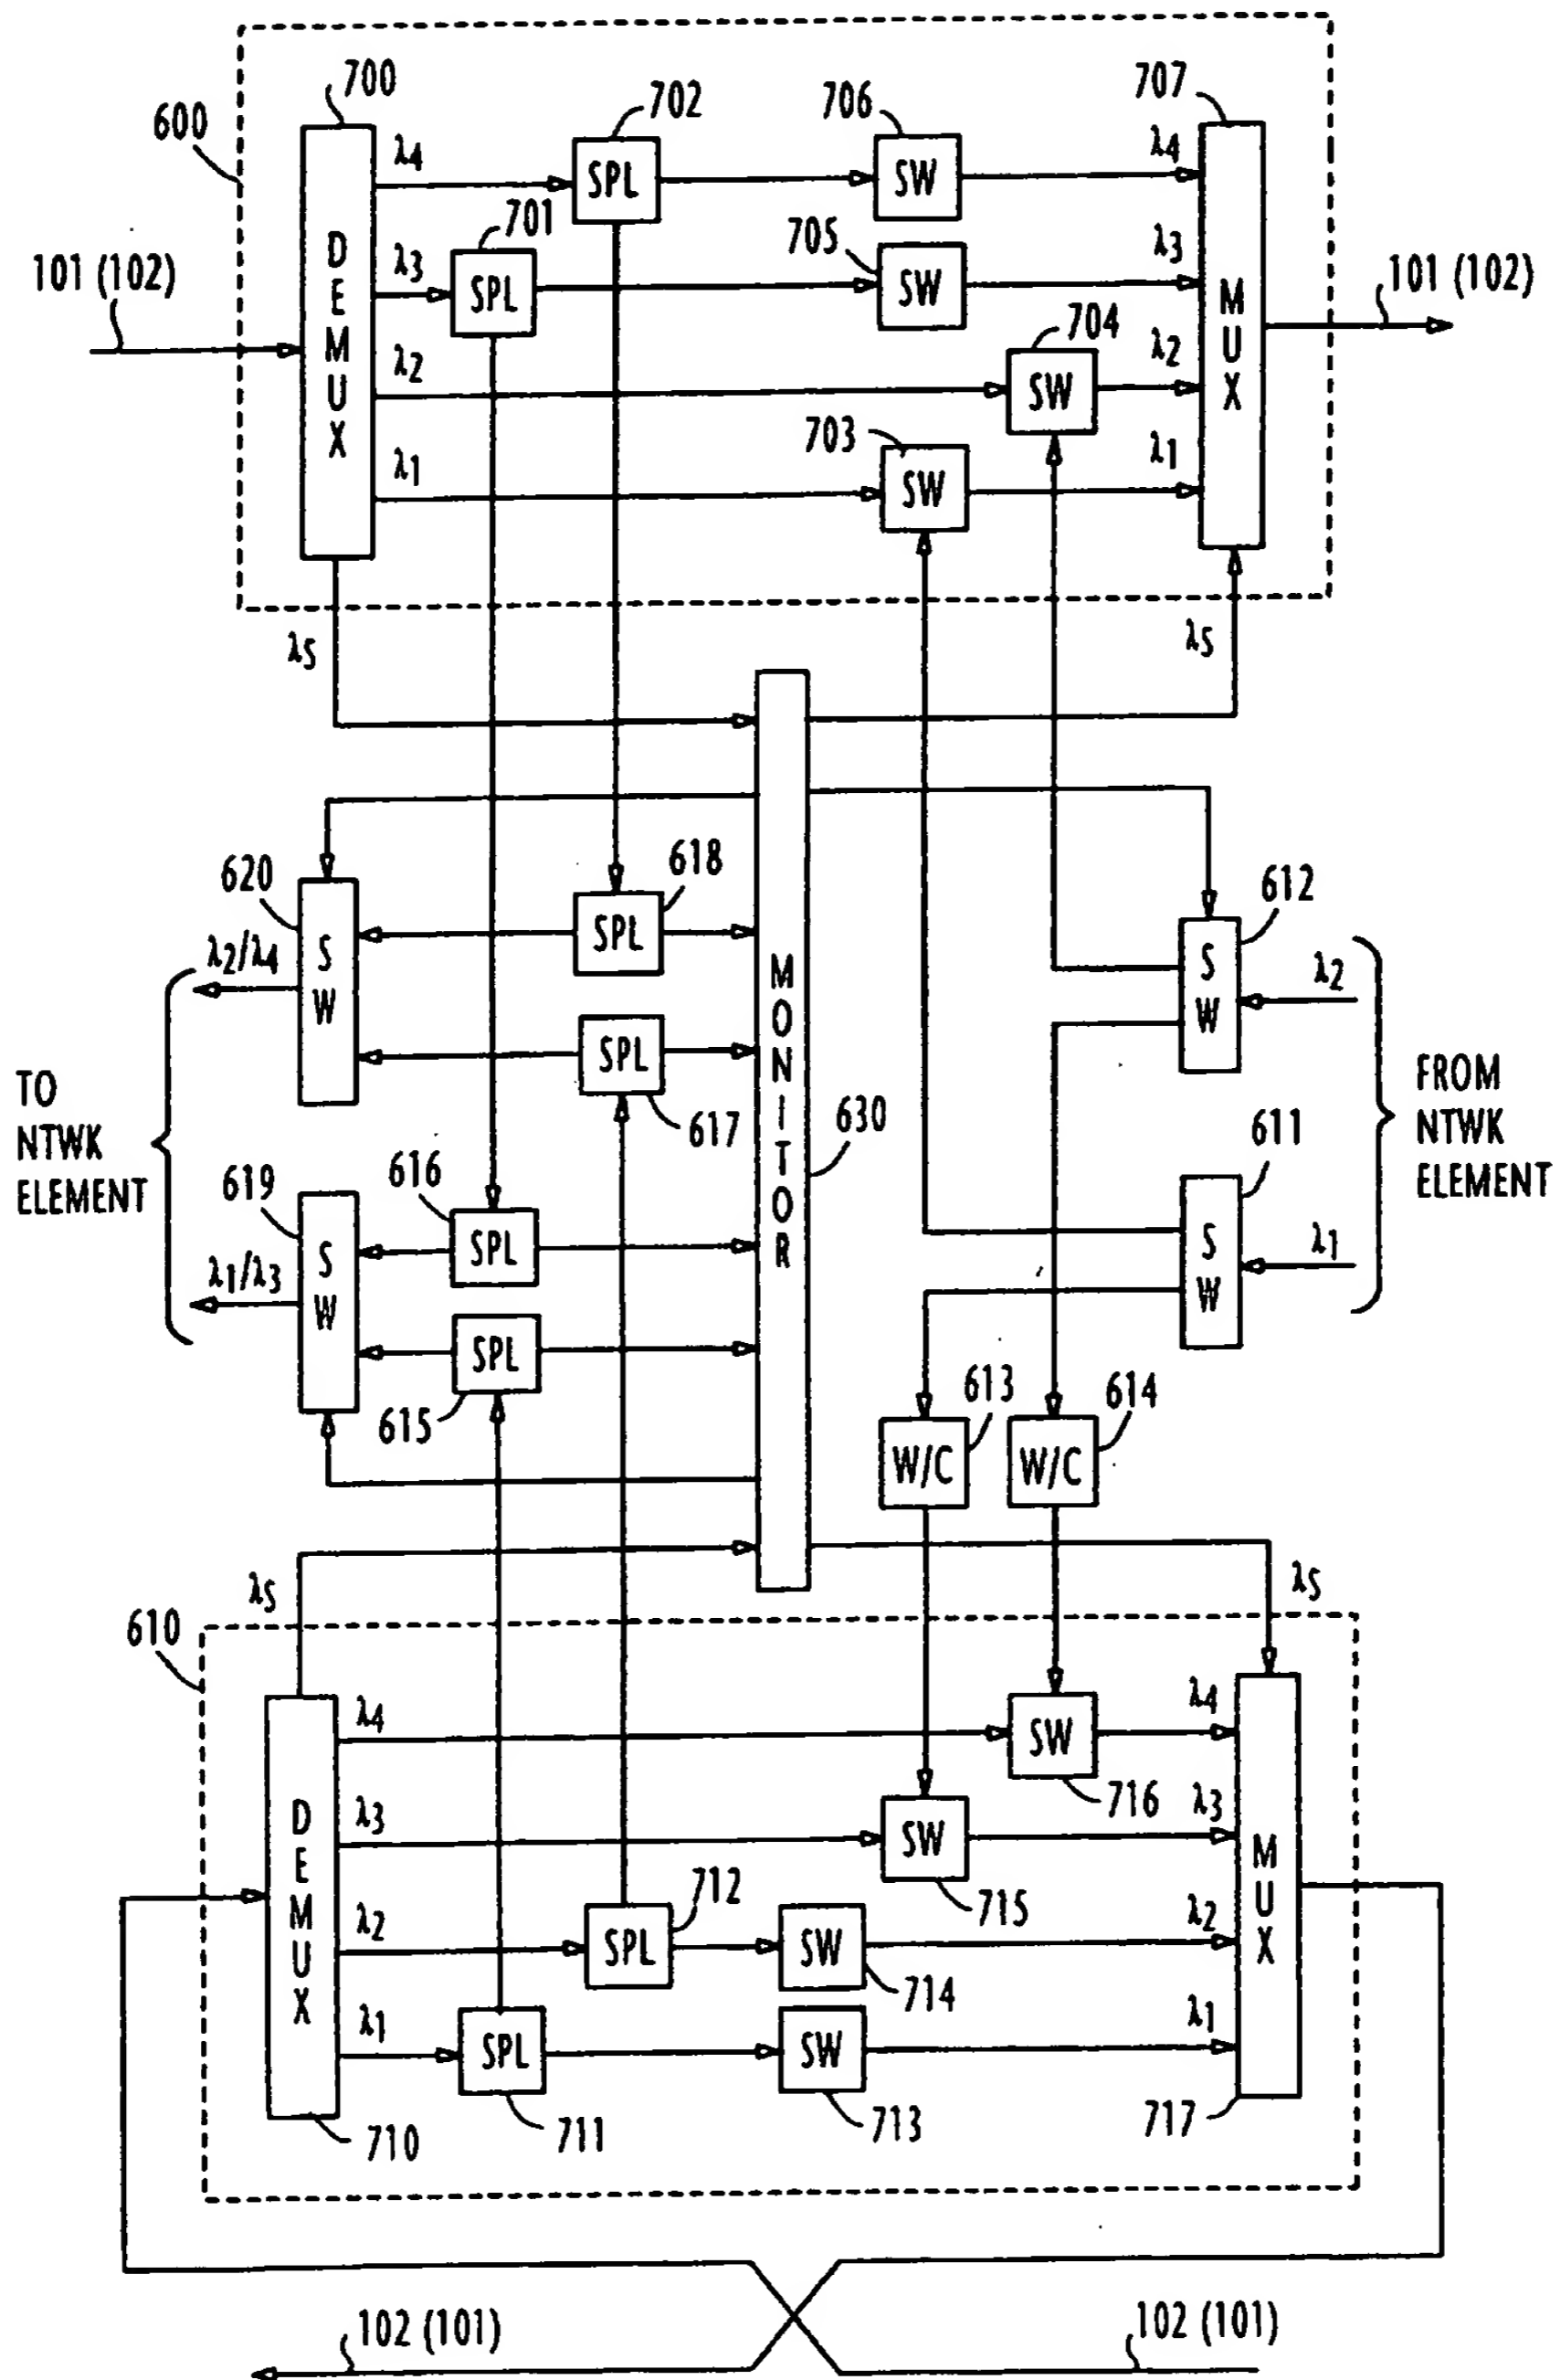 700
702
706
707
600
λ4
SPL
SW
λ4
701
705
λ3
SPL
SW
λ3
101 (102)
DEMUX
MUX
101 (102)
704
λ2
SW
λ2
703
λ1
SW
λ1
λS
λS
620
618
612
SPL
SW
λ2/λ4
MONITOR
SW
λ2
SPL
617
TO
NTWK
ELEMENT
630
FROM
NTWK
ELEMENT
611
619
616
SPL
SW
λ1/λ3
SW
λ1
SPL
615
613
614
W/C
W/C
λS
λS
610
λ4
SW
λ4
716
DEMUX
λ3
SW
λ3
MUX
715
712
λ2
SPL
SW
λ2
714
λ1
SPL
SW
λ1
710
711
713
717
102 (101)
102 (101)